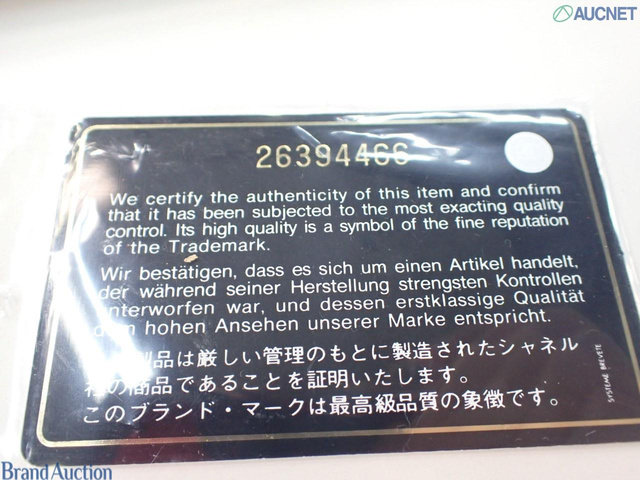 AUCNET
26394466
We certify the authenticity of this item and confirm
that it has been subjected to the most exacting quality
control. Its high quality is a symbol of the fine reputation
of the Trademark.
Wir bestätigen, dass es sich um einen Artikel handelt,
der während seiner Herstellung strengsten Kontrollen
unterworfen war, und dessen erstklassige Qualität
dem hohen Ansehen unserer Marke entspricht.
製品は厳しい管理のもとに製造されたシャネル
社の商品であることを証明いたします。
このブランド・マークは最高級品質の象徴です。
SYSTEME BREVETE
Brand Auction